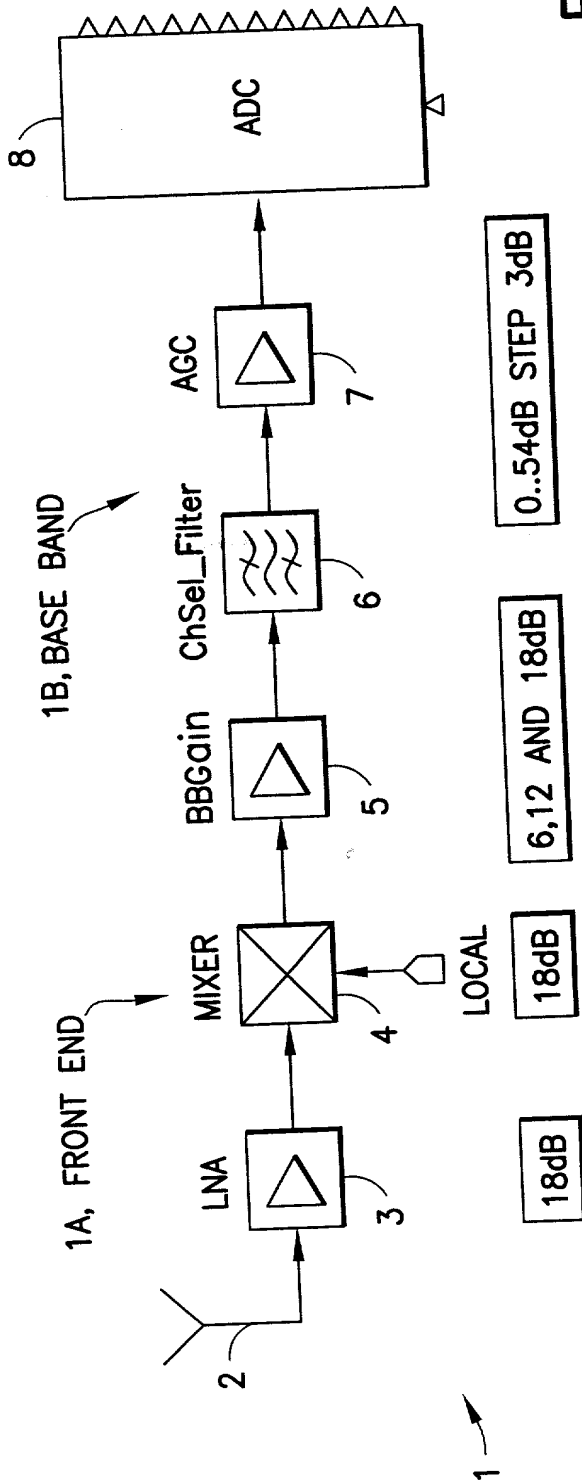 1A, FRONT END
1B, BASE BAND
LNA
MIXER
BBGain
ChSel_Filter
AGC
8
ADC
2
3
4
5
6
7
LOCAL
1
18dB
18dB
6,12 AND 18dB
0..54dB STEP 3dB